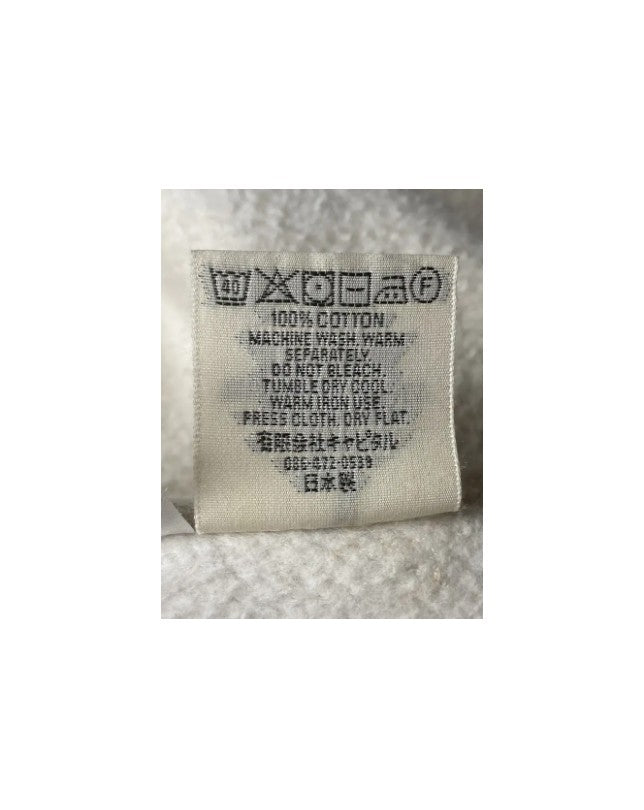 40 F
100% COTTON
MACHINE WASH. WARM
SEPARATELY.
DO NOT BLEACH.
TUMBLE DRY COOL.
WARM IRON USE
PRESS CLOTH. DRY FLAT.
有限会社キャピタル
086-472-0539
日本製